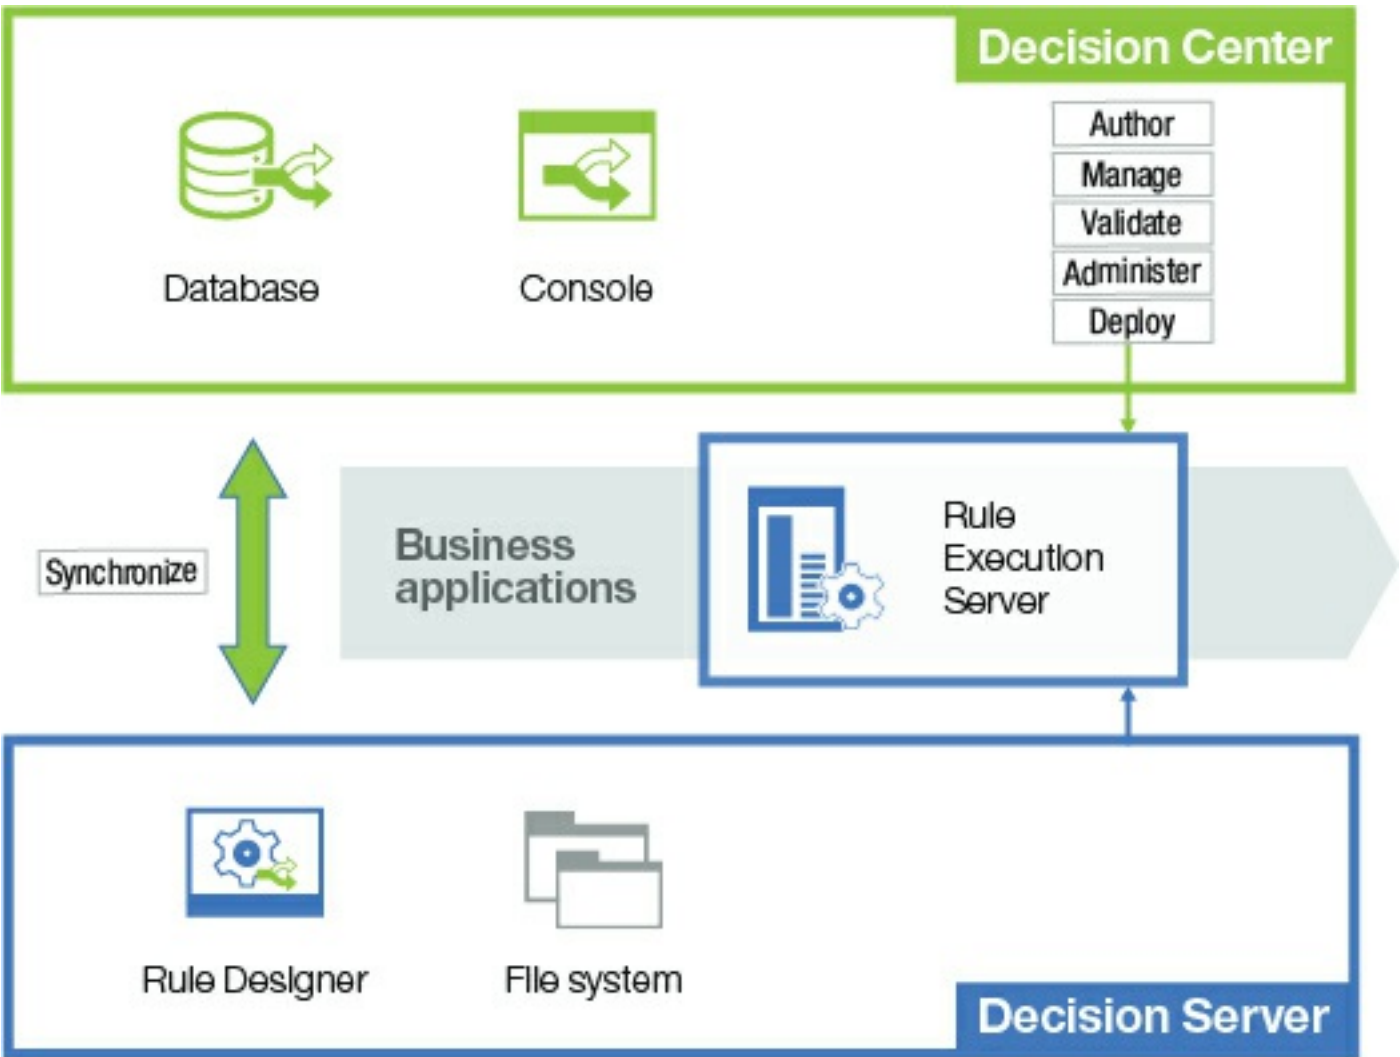 Decision Center
Author
Manage
Validate
Administer
Deploy
Database
Console
Synchronize
Business
applications
Rule
Execution
Server
Rule Designer
File system
Decision Server